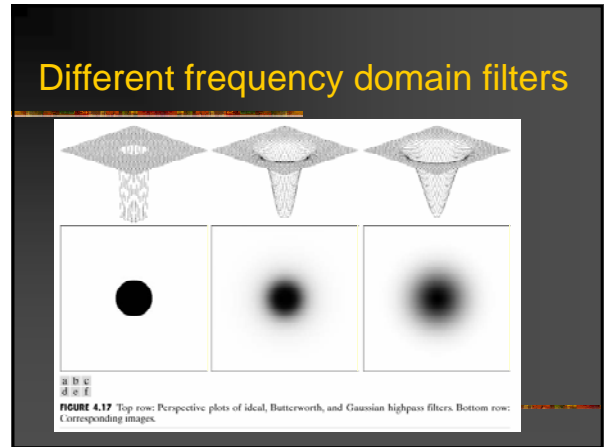 Different frequency domain filters
a b c
d e f
FIGURE 4.17 Top row: Perspective plots of ideal, Butterworth, and Gaussian highpass filters. Bottom row:
Corresponding images.